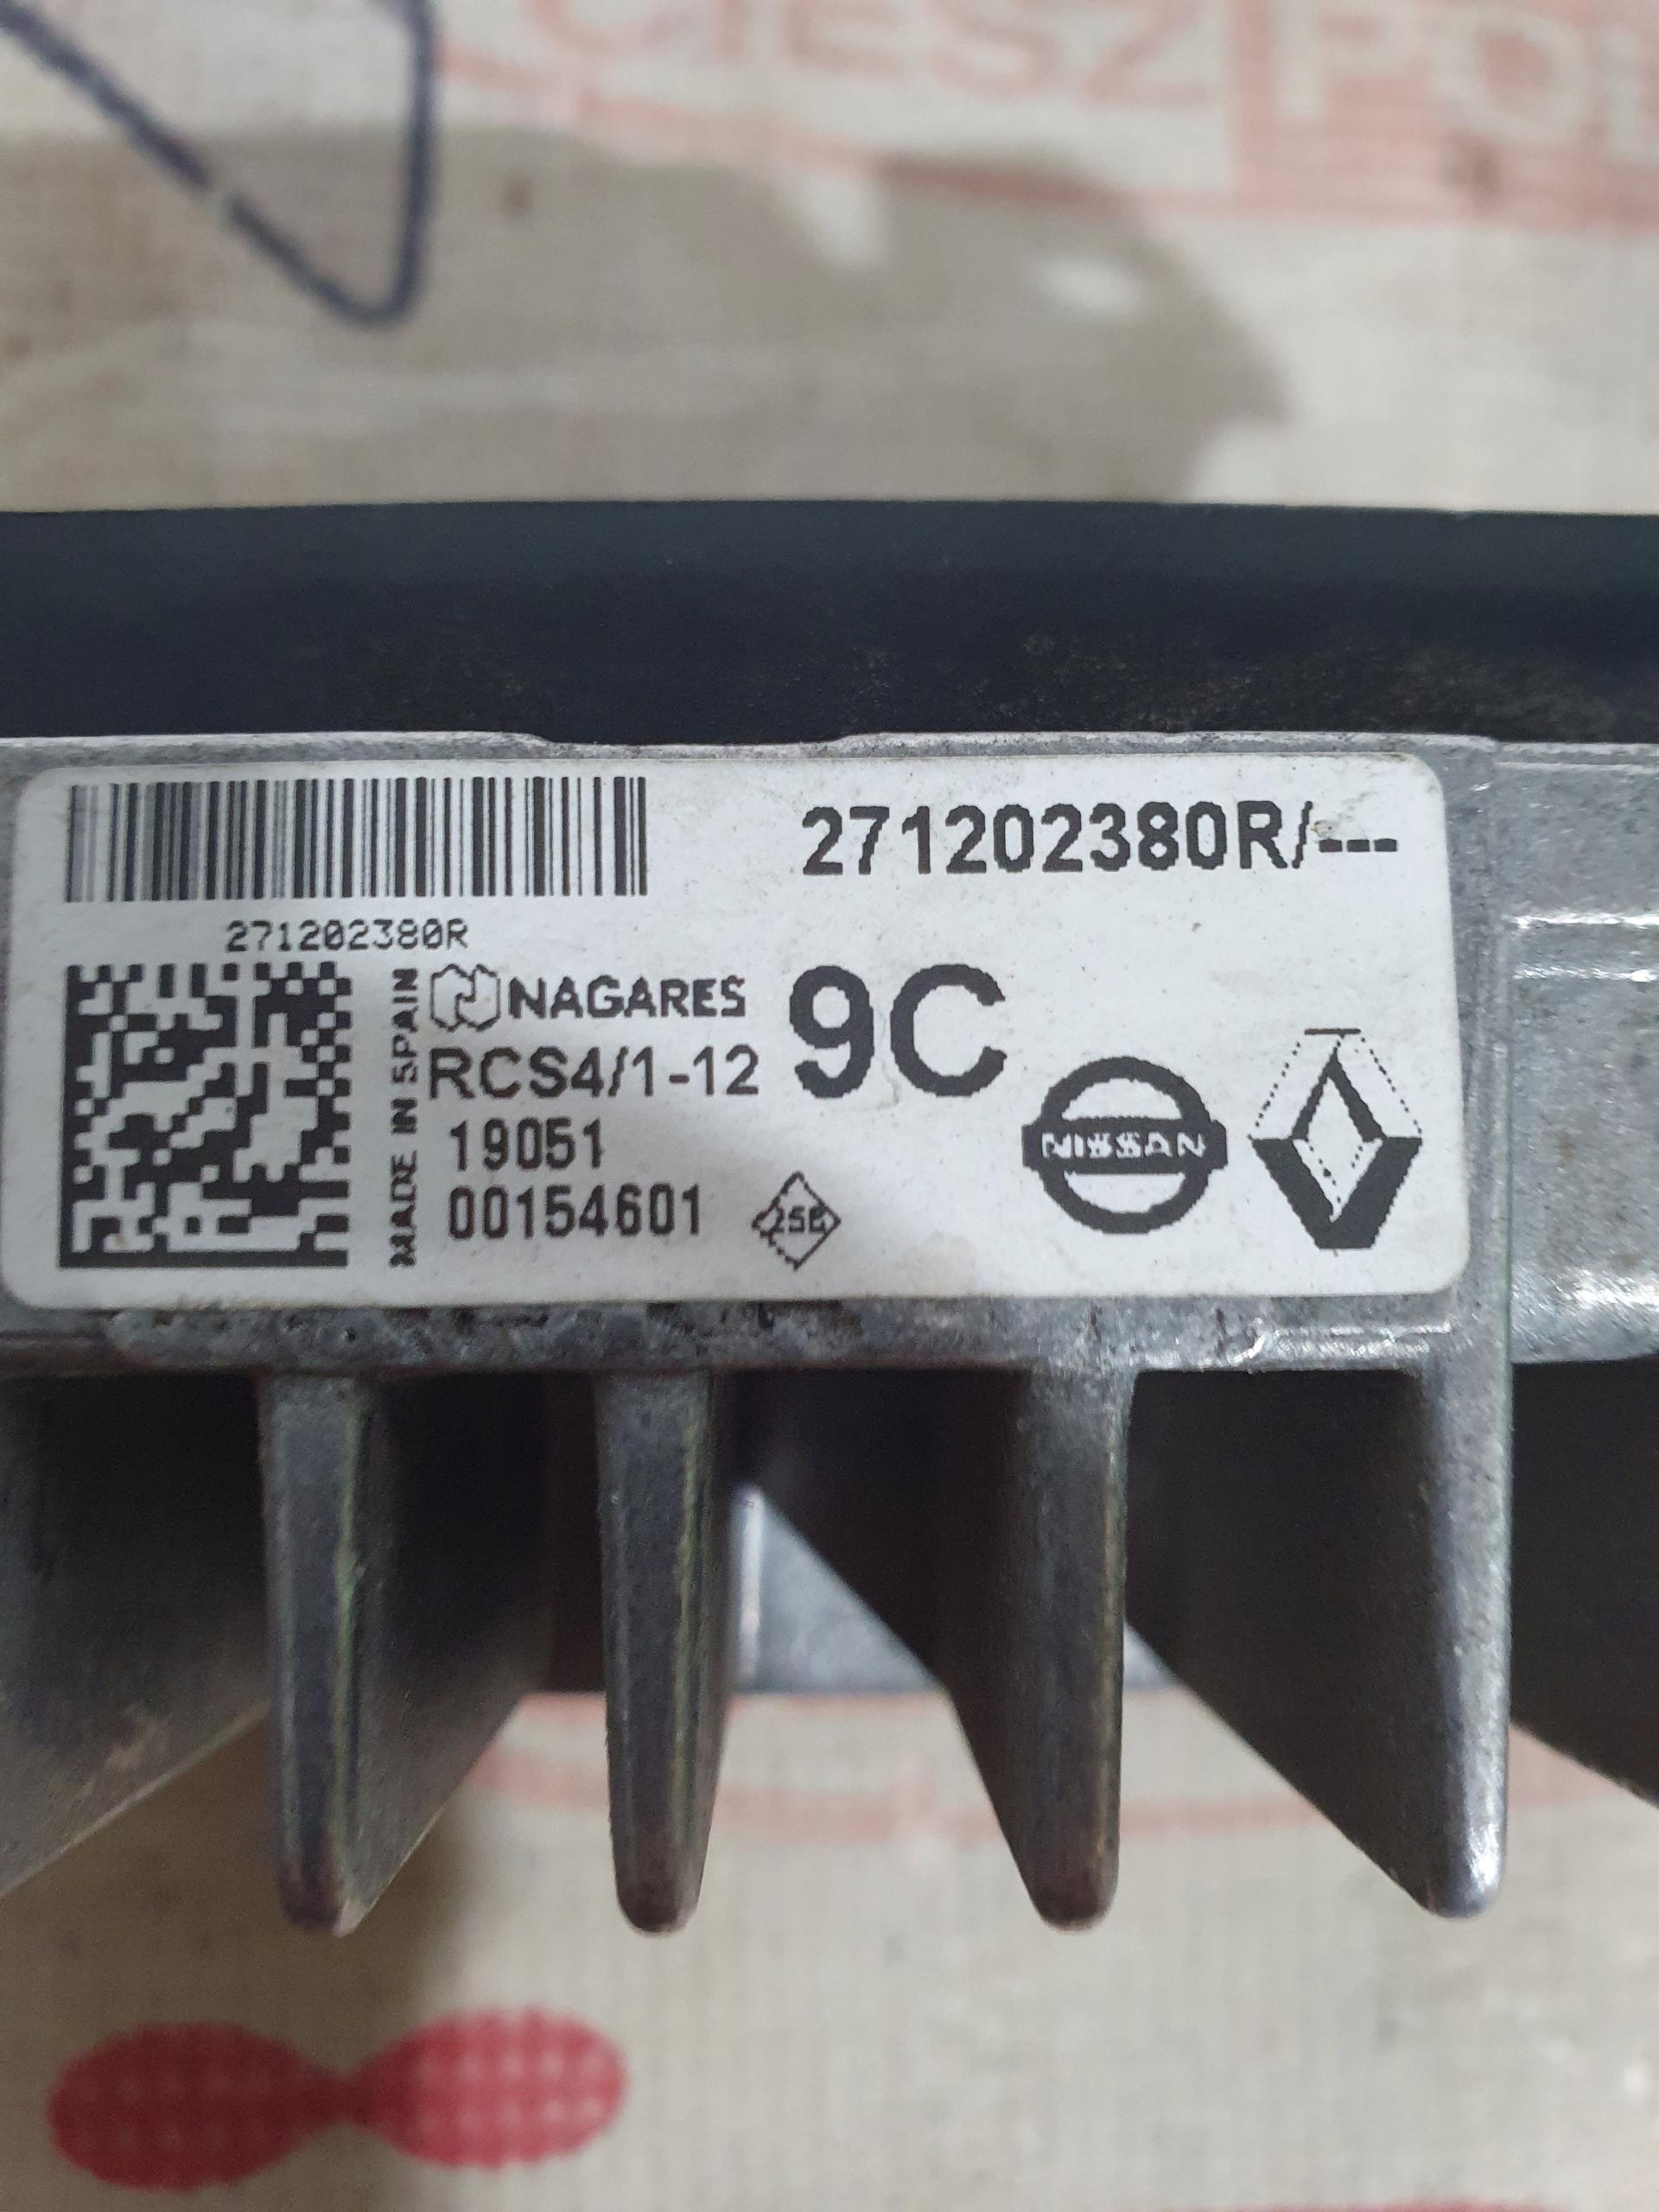 271202380R/---
271202380R
MADE IN SPAIN
NAGARES
RCS4/1-12
9C
19051
00154601
NISSAN